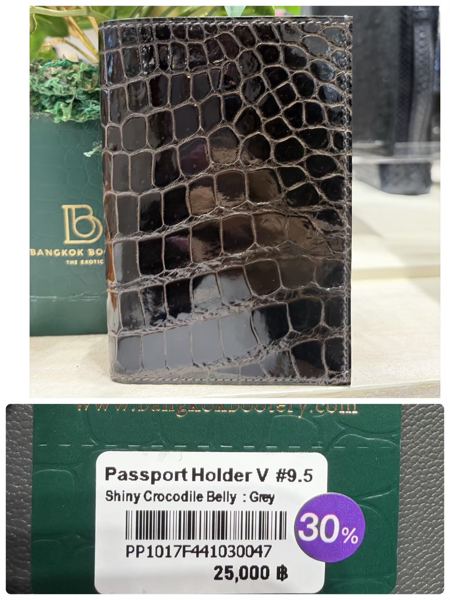 B
BANGKOK BOO
THE EXOTIC
www.bangkokbootery.com
Passport Holder V #9.5
Shiny Crocodile Belly : Grey
30%
PP1017F441030047
25,000 ฿